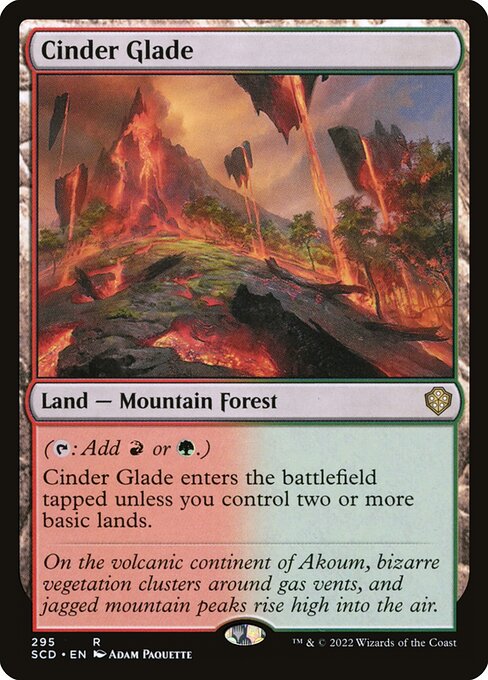 Cinder Glade
Land — Mountain Forest
(: Add or .)
Cinder Glade enters the battlefield
tapped unless you control two or more
basic lands.
On the volcanic continent of Akoum, bizarre
vegetation clusters around gas vents, and
jagged mountain peaks rise high into the air.
295 R
SCD • EN Adam Paquette
™ & © 2022 Wizards of the Coast